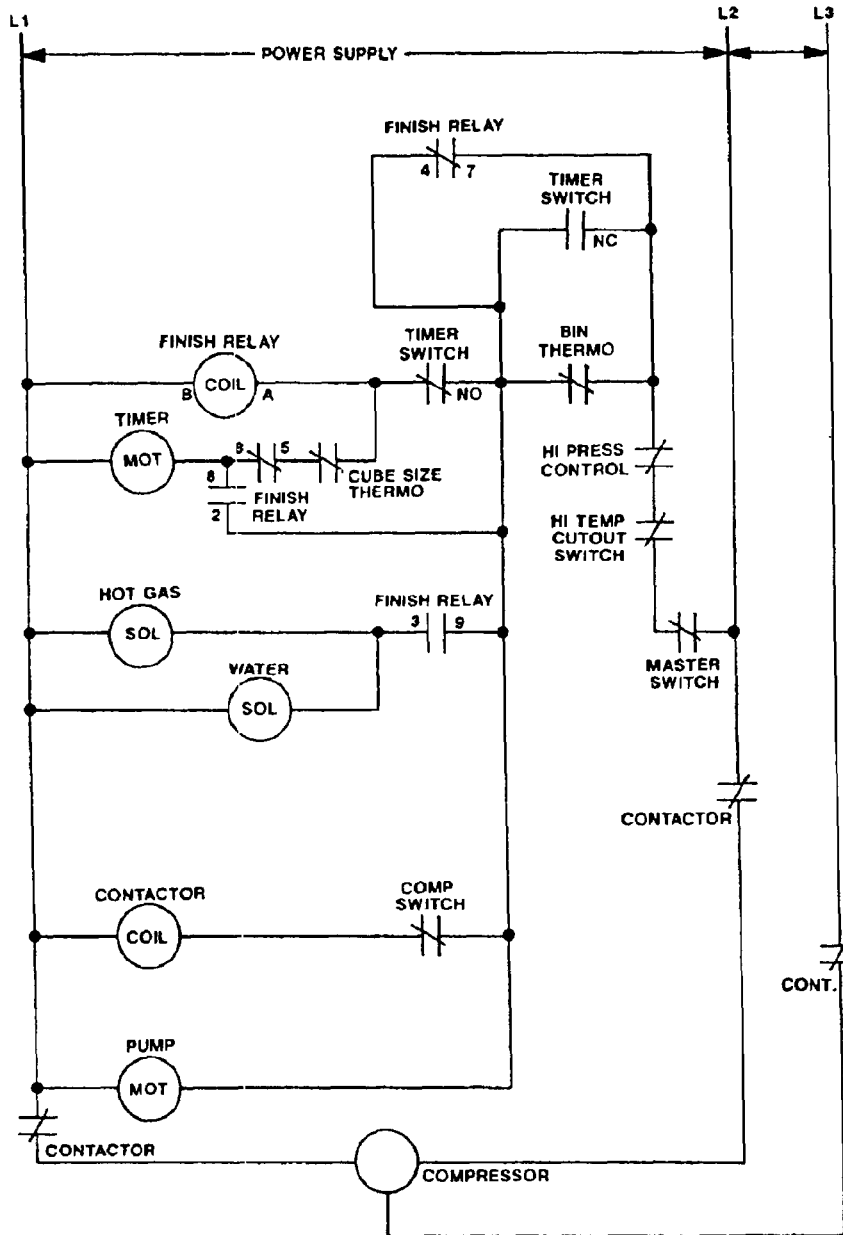 L1
L2
L3
POWER SUPPLY
FINISH RELAY
4 7
TIMER
SWITCH
NC
FINISH RELAY
B COIL A
TIMER
SWITCH
NO
BIN
THERMO
TIMER
MOT
8 5
CUBE SIZE
THERMO
8
2
FINISH
RELAY
HI PRESS
CONTROL
HI TEMP
CUTOUT
SWITCH
HOT GAS
SOL
FINISH RELAY
3 9
WATER
SOL
MASTER
SWITCH
CONTACTOR
CONTACTOR
COIL
COMP
SWITCH
CONT.
PUMP
MOT
CONTACTOR
COMPRESSOR